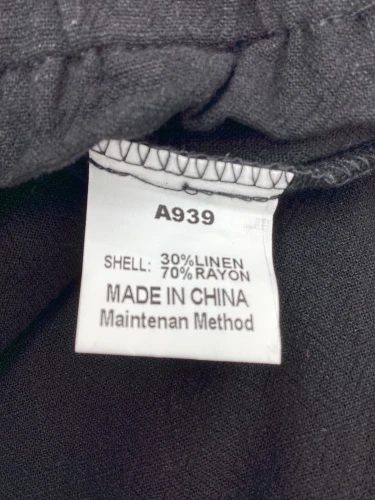 A939
SHELL: 30%LINEN
70%RAYON
MADE IN CHINA
Maintenan Method